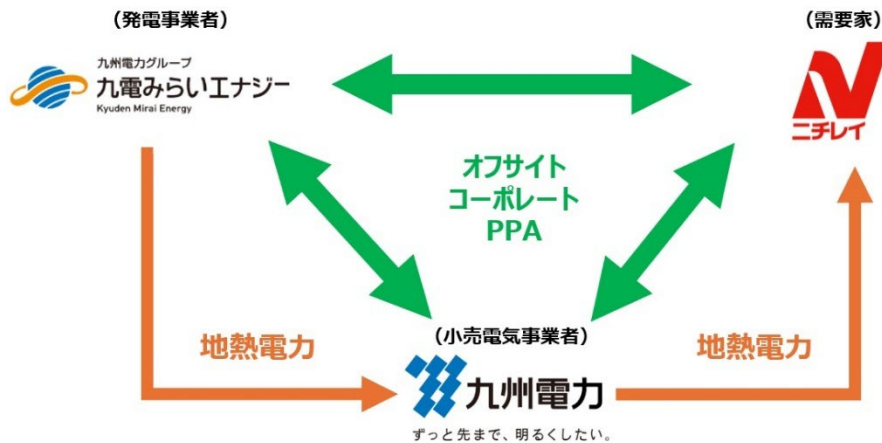 (発電事業者)
(需要家)
九州電力グループ
九電みらいエナジー
Kyuden Mirai Energy
N
ニチレイ
オフサイト
コーポレート
PPA
(小売電気事業者)
地熱電力
地熱電力
九州電力
ずっと先まで、明るくしたい。